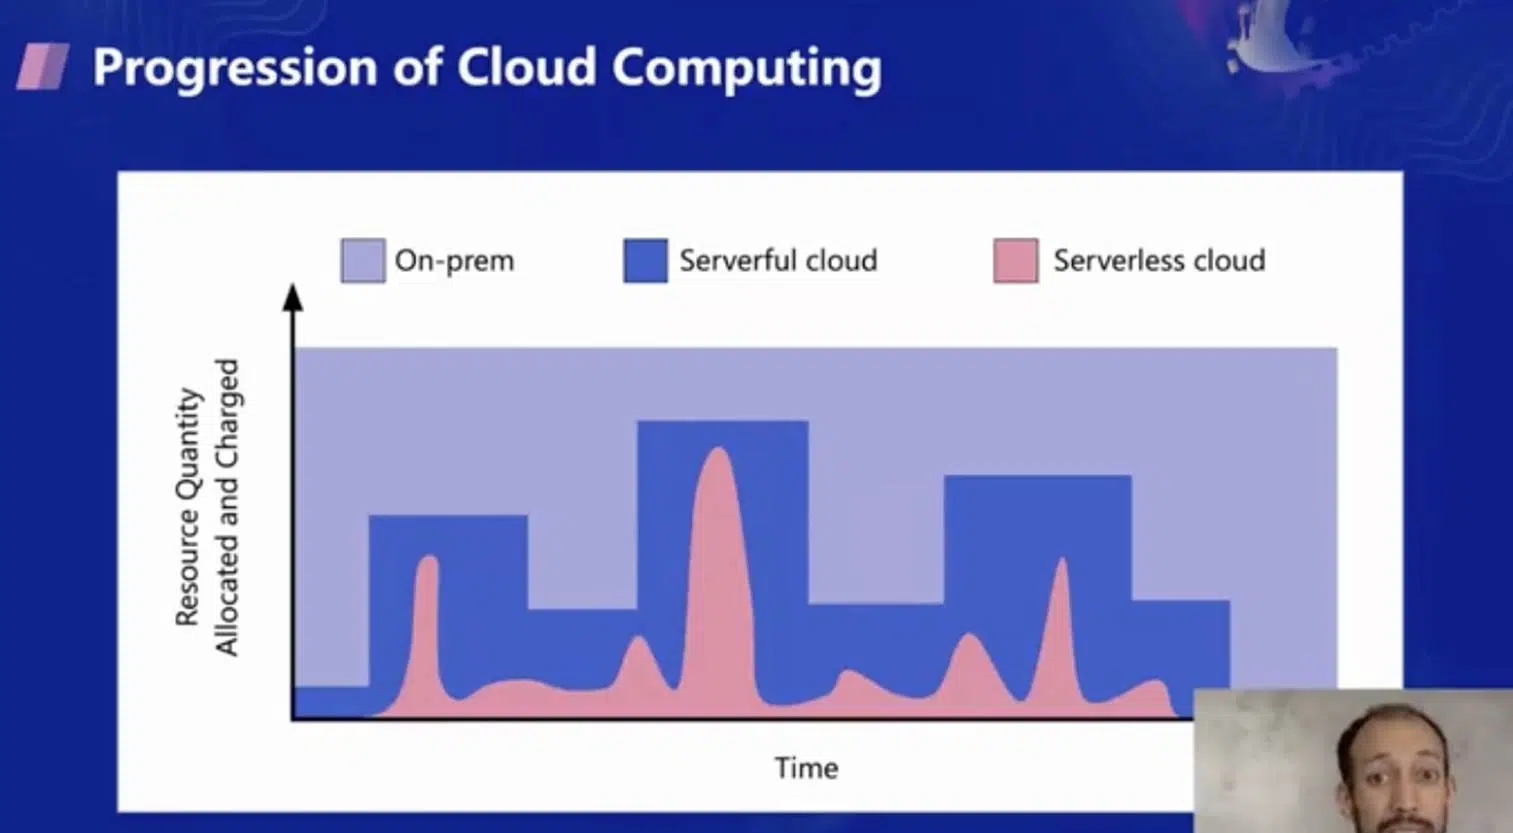 Progression of Cloud Computing
On-prem
Serverful cloud
Serverless cloud
Resource Quantity
Allocated and Charged
Time